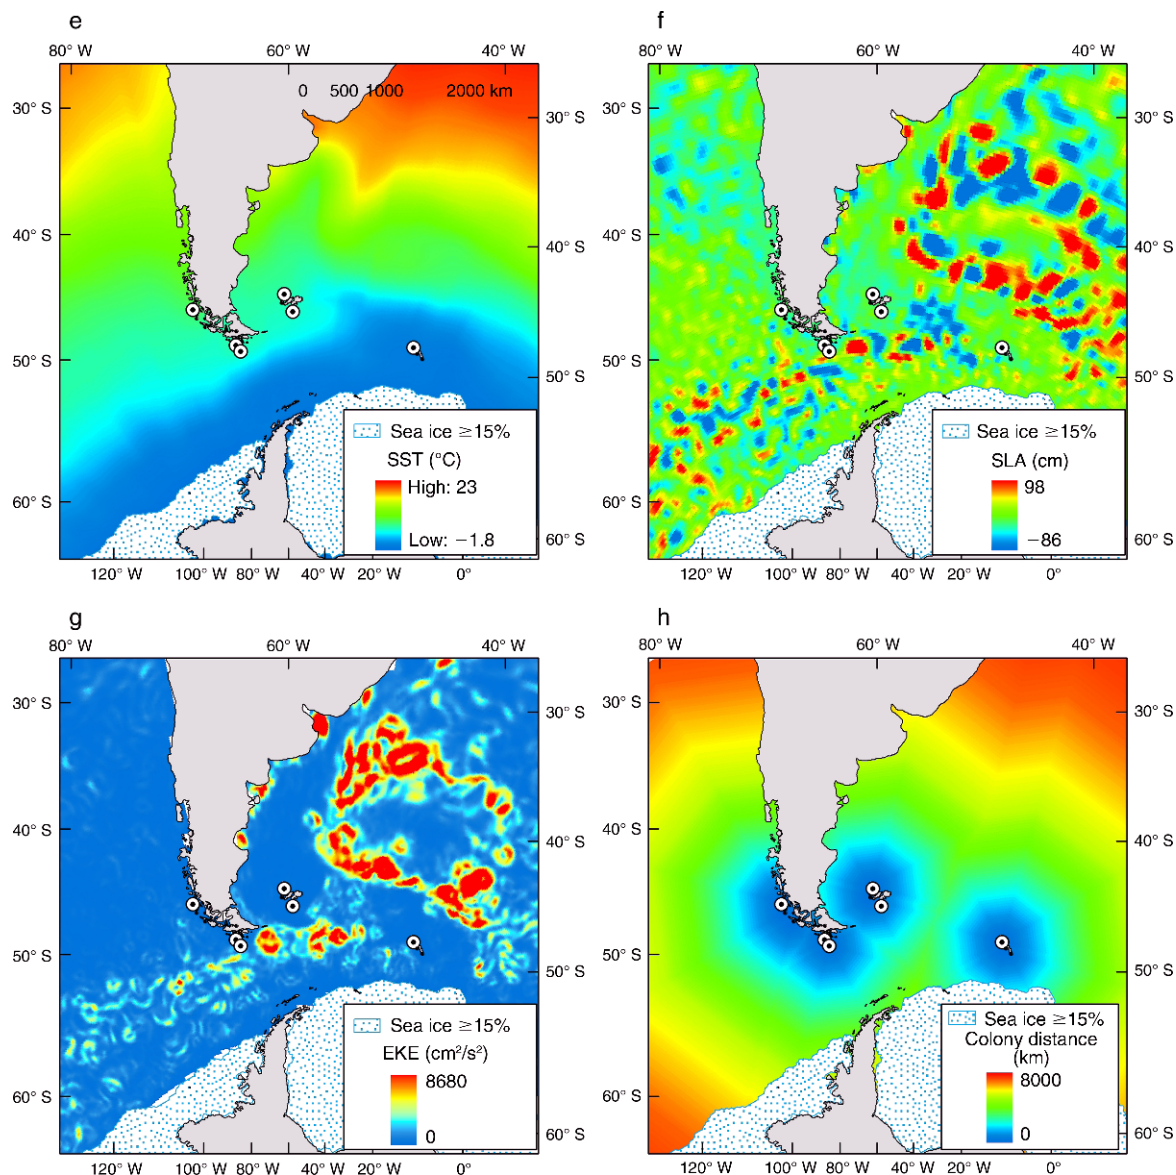 e
80° W 60° W 40° W
0 500 1000 2000 km
30° S 30° S
40° S 40° S
50° S 50° S
60° S 60° S
Sea ice ≥15%
SST (°C)
High: 23
Low: −1.8
120° W 100° W 80° W 40° W 20° W 0°
f
80° W 60° W 40° W
30° S 30° S
40° S 40° S
50° S 50° S
60° S 60° S
Sea ice ≥15%
SLA (cm)
98
−86
120° W 100° W 80° W 40° W 20° W 0°
g
80° W 60° W 40° W
30° S 30° S
40° S 40° S
50° S 50° S
60° S 60° S
Sea ice ≥15%
EKE (cm²/s²)
8680
0
120° W 100° W 80° W 40° W 20° W 0°
h
80° W 60° W 40° W
30° S 30° S
40° S 40° S
50° S 50° S
60° S 60° S
Sea ice ≥15%
Colony distance
(km)
8000
0
120° W 100° W 80° W 40° W 20° W 0°